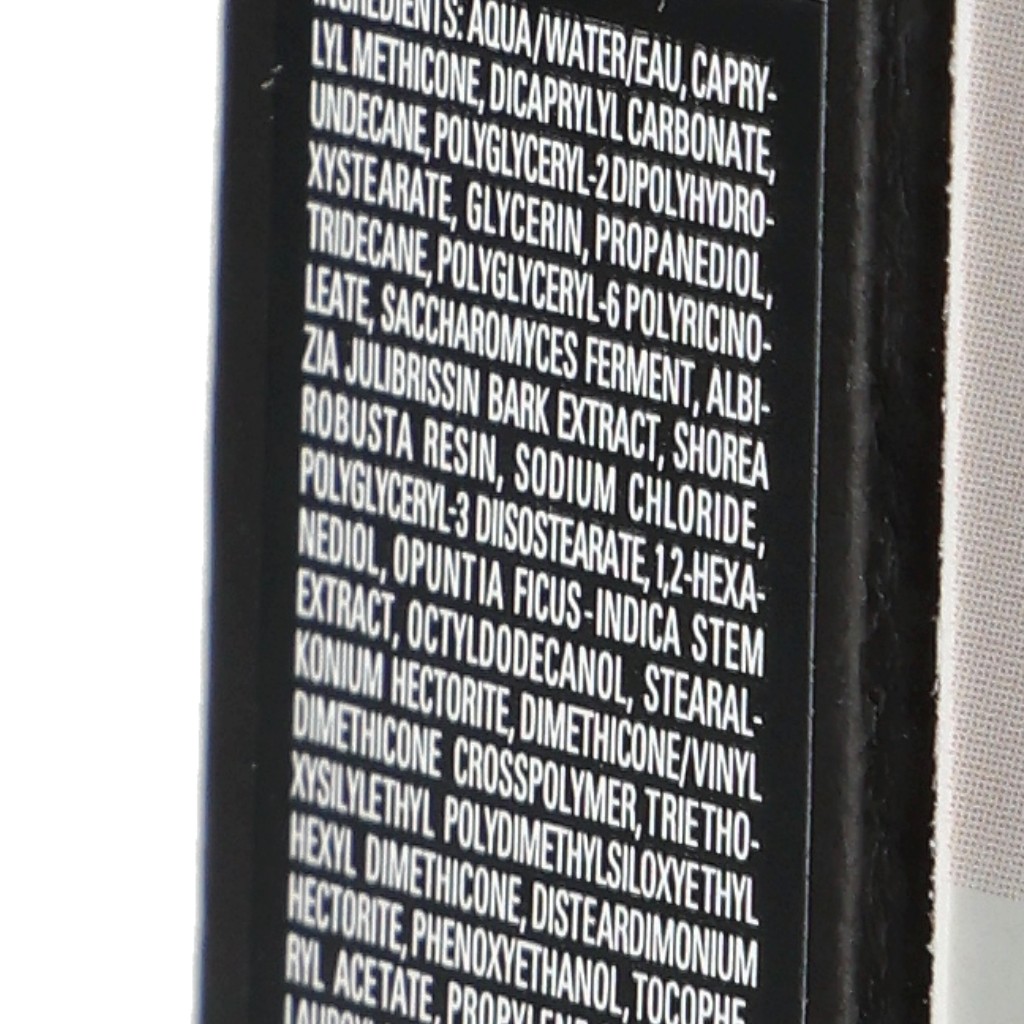 INGREDIENTS: AQUA/WATER/EAU, CAPRY-
LYL METHICONE, DICAPRYLYL CARBONATE,
UNDECANE, POLYGLYCERYL-2 DIPOLYHYDRO-
XYSTEARATE, GLYCERIN, PROPANEDIOL,
TRIDECANE, POLYGLYCERYL-6 POLYRICINO-
LEATE, SACCHAROMYCES FERMENT, ALBI-
ZIA JULIBRISSIN BARK EXTRACT, SHOREA
ROBUSTA RESIN, SODIUM CHLORIDE,
POLYGLYCERYL-3 DIISOSTEARATE, 1,2-HEXA-
NEDIOL, OPUNTIA FICUS-INDICA STEM
EXTRACT, OCTYLDODECANOL, STEARAL-
KONIUM HECTORITE, DIMETHICONE/VINYL
DIMETHICONE CROSSPOLYMER, TRIETHO-
XYSILYLETHYL POLYDIMETHYLSILOXYETHYL
HEXYL DIMETHICONE, DISTEARDIMONIUM
HECTORITE, PHENOXYETHANOL, TOCOPHE-
RYL ACETATE, PROPYLENE